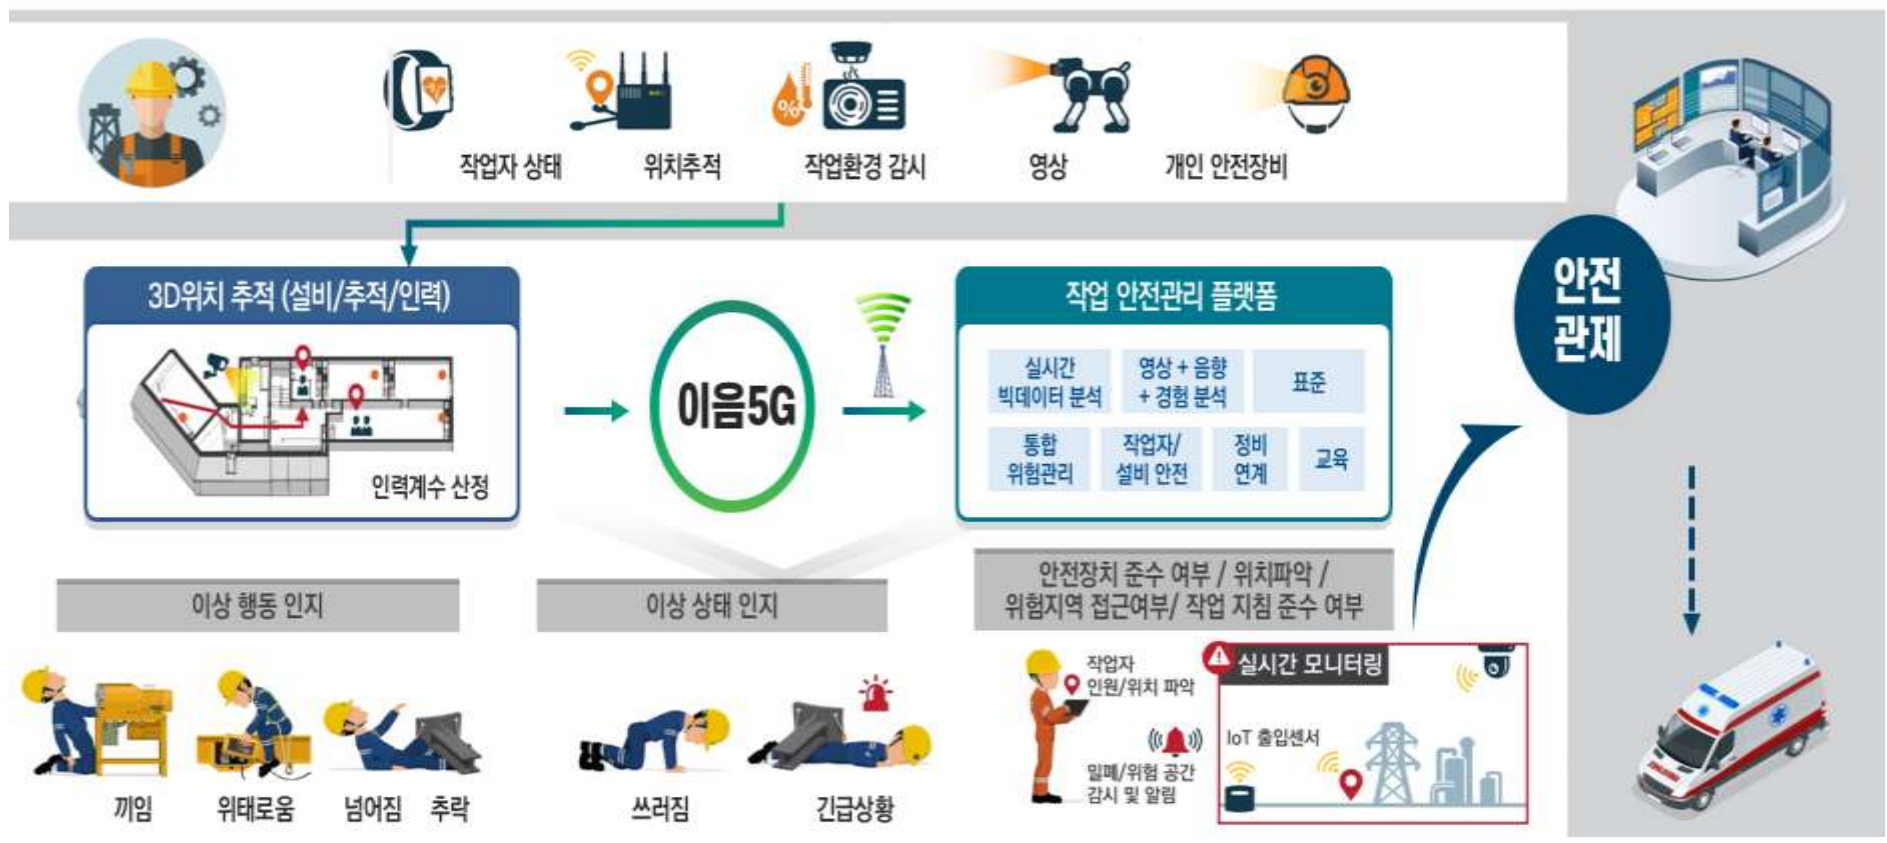 작업자 상태
위치추적
%
작업환경 감시
영상
개인 안전장비
3D위치 추적 (설비/추적/인력)
인력계수 산정
이음5G
작업 안전관리 플랫폼
실시간
빅데이터 분석
영상 + 음향
+ 경험 분석
표준
통합
위험관리
작업자/
설비 안전
정비
연계
교육
안전
관제
이상 행동 인지
이상 상태 인지
안전장치 준수 여부 / 위치파악 /
위험지역 접근여부/ 작업 지침 준수 여부
끼임
위태로움
넘어짐
추락
쓰러짐
긴급상황
작업자
인원/위치 파악
밀폐/위험 공간
감시 및 알림
실시간 모니터링
IoT 출입센서